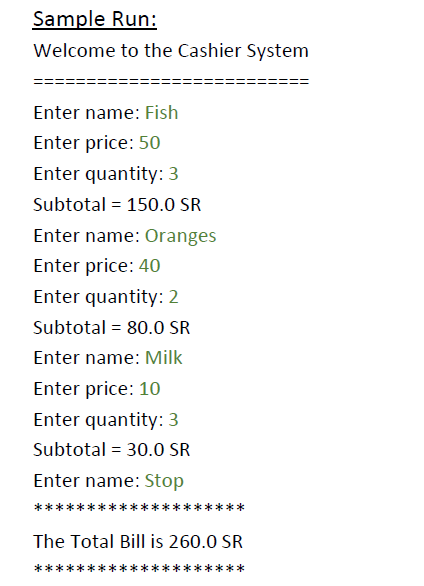 Sample Run:
Welcome to the Cashier System
==========================
Enter name: Fish
Enter price: 50
Enter quantity: 3
Subtotal = 150.0 SR
Enter name: Oranges
Enter price: 40
Enter quantity: 2
Subtotal = 80.0 SR
Enter name: Milk
Enter price: 10
Enter quantity: 3
Subtotal = 30.0 SR
Enter name: Stop
********************
The Total Bill is 260.0 SR
********************